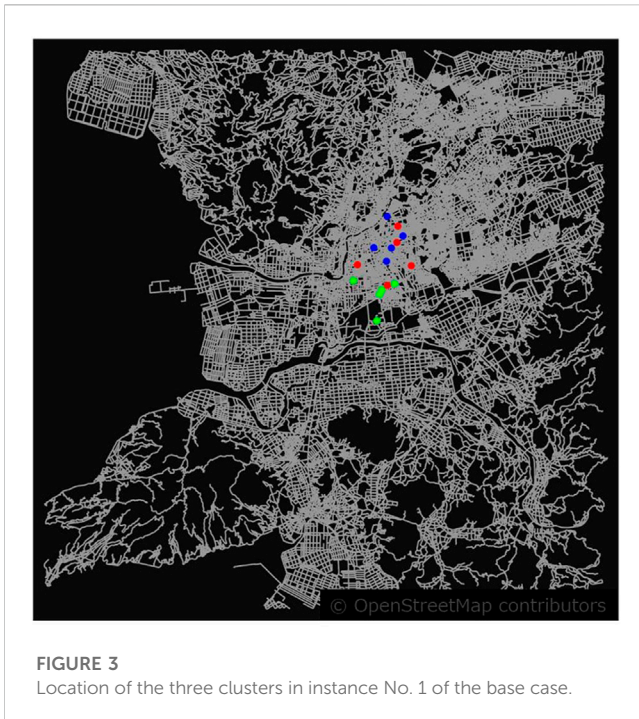 © OpenStreetMap contributors
FIGURE 3
Location of the three clusters in instance No. 1 of the base case.